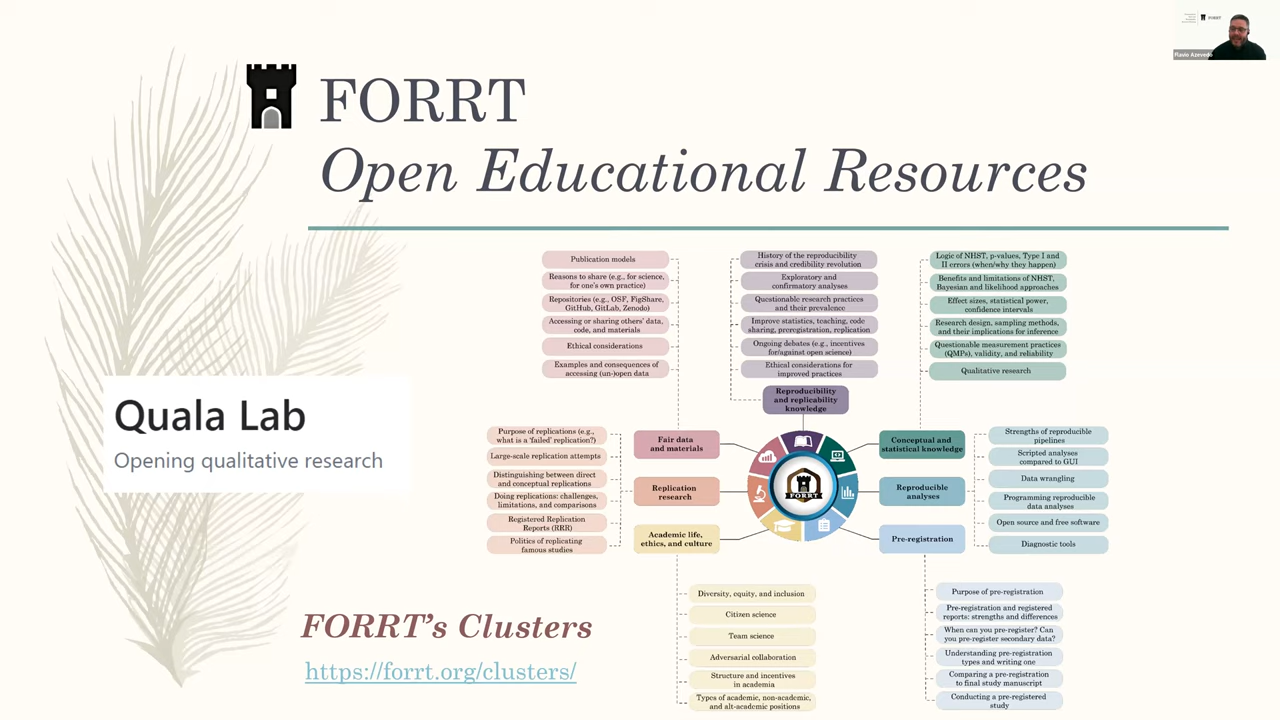 FORRT
Flavio Azevedo
FORRT
Open Educational Resources
Publication models
Reasons to share (e.g., for science,
for one's own practice)
Repositories (e.g., OSF, FigShare,
GitHub, GitLab, Zenodo)
Accessing or sharing others' data,
code, and materials
Ethical considerations
Examples and consequences of
accessing (un-)open data
History of the reproducibility
crisis and credibility revolution
Exploratory and
confirmatory analyses
Questionable research practices
and their prevalence
Improve statistics, teaching, code
sharing, preregistration, replication
Ongoing debates (e.g., incentives
for/against open science)
Ethical considerations for
improved practices
Reproducibility
and replicability
knowledge
Logic of NHST, p-values, Type I and
II errors (when/why they happen)
Benefits and limitations of NHST,
Bayesian and likelihood approaches
Effect sizes, statistical power,
confidence intervals
Research design, sampling methods,
and their implications for inference
Questionable measurement practices
(QMPs), validity, and reliability
Qualitative research
Quala Lab
Opening qualitative research
Purpose of replications (e.g.,
what is a 'failed' replication?)
Large-scale replication attempts
Distinguishing between direct
and conceptual replications
Doing replications: challenges,
limitations, and comparisons
Registered Replication
Reports (RRR)
Politics of replicating
famous studies
Fair data
and materials
Replication
research
Academic life,
ethics, and culture
FORRT
Conceptual and
statistical knowledge
Reproducible
analyses
Pre-registration
Strengths of reproducible
pipelines
Scripted analyses
compared to GUI
Data wrangling
Programming reproducible
data analyses
Open source and free software
Diagnostic tools
Diversity, equity, and inclusion
Citizen science
Team science
Adversarial collaboration
Structure and incentives
in academia
Types of academic, non-academic,
and alt-academic positions
Purpose of pre-registration
Pre-registration and registered
reports: strengths and differences
When can you pre-register? Can
you pre-register secondary data?
Understanding pre-registration
types and writing one
Comparing a pre-registration
to final study manuscript
Conducting a pre-registered
study
FORRT's Clusters
https://forrt.org/clusters/